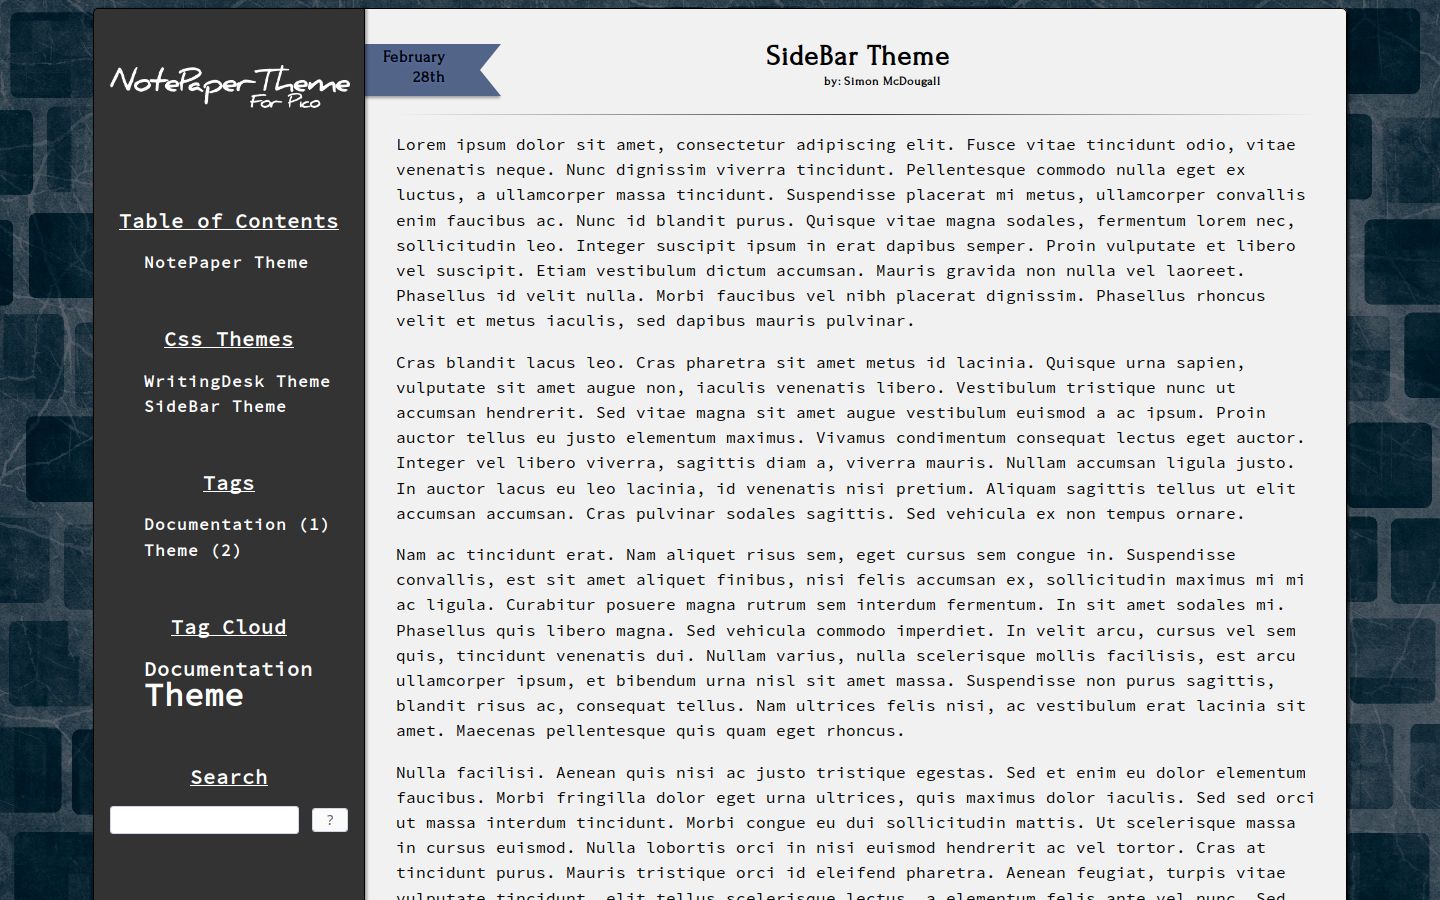 NotePaper Theme
For Pico
Table of Contents
NotePaper Theme
Css Themes
WritingDesk Theme
SideBar Theme
Tags
Documentation (1)
Theme (2)
Tag Cloud
Documentation
Theme
Search
?
February
28th
SideBar Theme
by: Simon McDougall
Lorem ipsum dolor sit amet, consectetur adipiscing elit. Fusce vitae tincidunt odio, vitae
venenatis neque. Nunc dignissim viverra tincidunt. Pellentesque commodo nulla eget ex
luctus, a ullamcorper massa tincidunt. Suspendisse placerat mi metus, ullamcorper convallis
enim faucibus ac. Nunc id blandit purus. Quisque vitae magna sodales, fermentum lorem nec,
sollicitudin leo. Integer suscipit ipsum in erat dapibus semper. Proin vulputate et libero
vel suscipit. Etiam vestibulum dictum accumsan. Mauris gravida non nulla vel laoreet.
Phasellus id velit nulla. Morbi faucibus vel nibh placerat dignissim. Phasellus rhoncus
velit et metus iaculis, sed dapibus mauris pulvinar.
Cras blandit lacus leo. Cras pharetra sit amet metus id lacinia. Quisque urna sapien,
vulputate sit amet augue non, iaculis venenatis libero. Vestibulum tristique nunc ut
accumsan hendrerit. Sed vitae magna sit amet augue vestibulum euismod a ac ipsum. Proin
auctor tellus eu justo elementum maximus. Vivamus condimentum consequat lectus eget auctor.
Integer vel libero viverra, sagittis diam a, viverra mauris. Nullam accumsan ligula justo.
In auctor lacus eu leo lacinia, id venenatis nisi pretium. Aliquam sagittis tellus ut elit
accumsan accumsan. Cras pulvinar sodales sagittis. Sed vehicula ex non tempus ornare.
Nam ac tincidunt erat. Nam aliquet risus sem, eget cursus sem congue in. Suspendisse
convallis, est sit amet aliquet finibus, nisi felis accumsan ex, sollicitudin maximus mi mi
ac ligula. Curabitur posuere magna rutrum sem interdum fermentum. In sit amet sodales mi.
Phasellus quis libero magna. Sed vehicula commodo imperdiet. In velit arcu, cursus vel sem
quis, tincidunt venenatis dui. Nullam varius, nulla scelerisque mollis facilisis, est arcu
ullamcorper ipsum, et bibendum urna nisl sit amet massa. Suspendisse non purus sagittis,
blandit risus ac, consequat tellus. Nam ultrices felis nisi, ac vestibulum erat lacinia sit
amet. Maecenas pellentesque quis quam eget rhoncus.
Nulla facilisi. Aenean quis nisi ac justo tristique egestas. Sed et enim eu dolor elementum
faucibus. Morbi fringilla dolor eget urna ultrices, quis maximus dolor iaculis. Sed sed orci
ut massa interdum tincidunt. Morbi congue eu dui sollicitudin mattis. Ut scelerisque massa
in cursus euismod. Nulla lobortis orci in nisi euismod hendrerit ac vel tortor. Cras at
tincidunt purus. Mauris tristique orci id eleifend pharetra. Aenean feugiat, turpis vitae
vulputate tincidunt, elit tellus scelerisque lectus, a elementum felis ante vel nunc. Sed